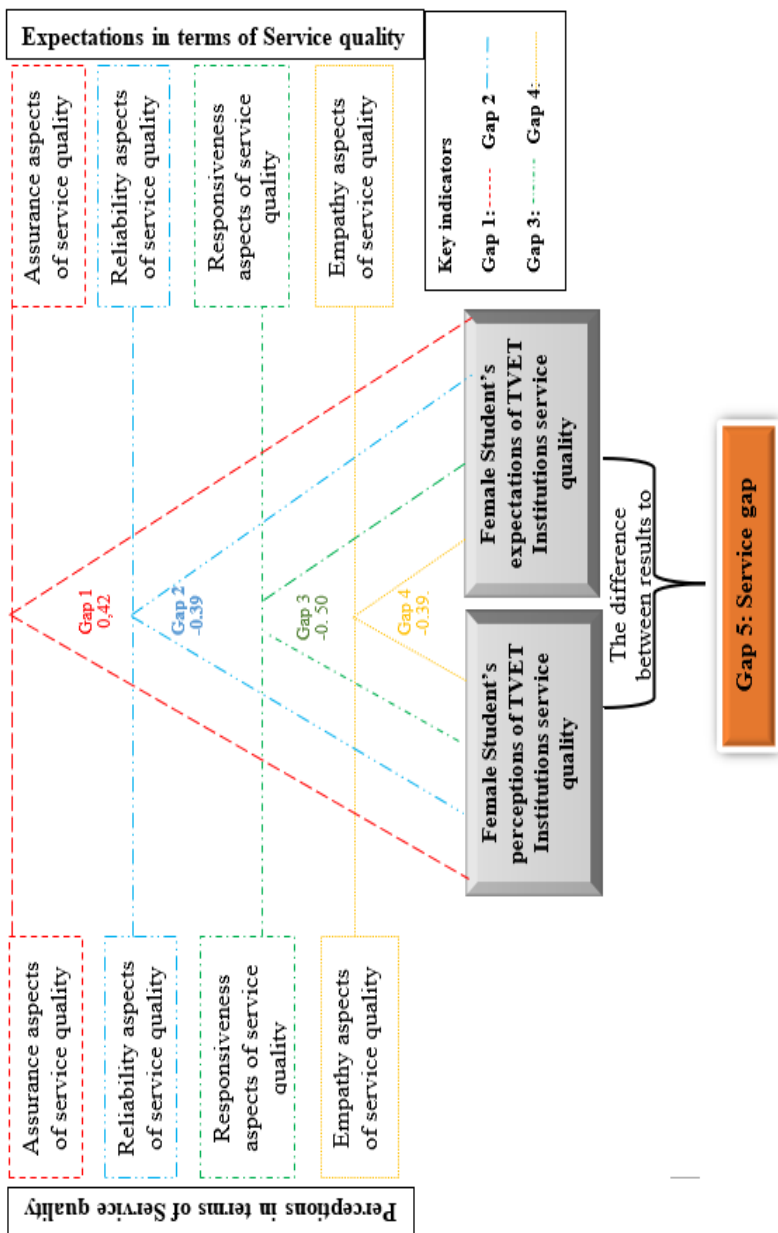 Perceptions in terms of Service quality
Expectations in terms of Service quality
Assurance aspects
of service quality
Assurance aspects
of service quality
Gap 1
0,42
Reliability aspects
of service quality
Reliability aspects
of service quality
Gap 2
-0.39
Responsiveness
aspects of service
quality
Responsiveness
aspects of service
quality
Gap 3
-0. 50
Empathy aspects
of service quality
Empathy aspects
of service quality
Gap 4
-0.39.
Key indicators
Gap 1:
Gap 2
Gap 3:
Gap 4:
Female Student’s
perceptions of TVET
Institutions service
quality
Female Student’s
expectations of TVET
Institutions service
quality
The difference
between results to
Gap 5: Service gap